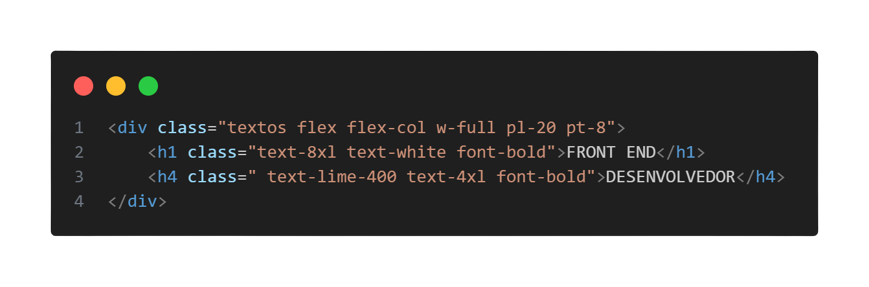 1 <div class="textos flex flex-col w-full pl-20 pt-8">
2     <h1 class="text-8xl text-white font-bold">FRONT END</h1>
3     <h4 class=" text-lime-400 text-4xl font-bold">DESENVOLVEDOR</h4>
4 </div>